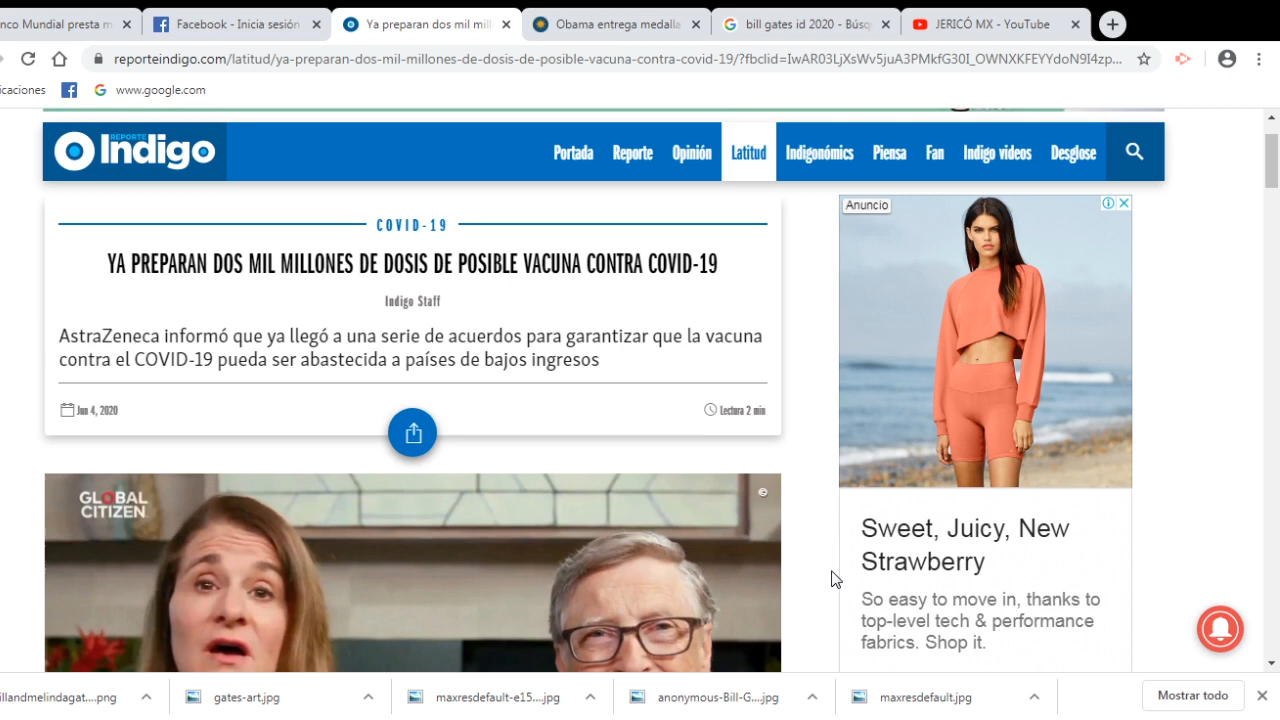 nco Mundial presta m
Facebook - Inicia sesión
Ya preparan dos mil mill
Obama entrega medalla
bill gates id 2020 - Búsq
JERICÓ MX - YouTube
reporteindigo.com/latitud/ya-preparan-dos-mil-millones-de-dosis-de-posible-vacuna-contra-covid-19/?fbclid=IwAR03LjXsWv5juA3PMkfG30I_OWNXKFEYYdoN9I4zp...
icaciones
www.google.com
REPORTE
Indigo
Portada
Reporte
Opinión
Latitud
Indigonómics
Piensa
Fan
Indigo videos
Desglose
COVID-19
YA PREPARAN DOS MIL MILLONES DE DOSIS DE POSIBLE VACUNA CONTRA COVID-19
Indigo Staff
AstraZeneca informó que ya llegó a una serie de acuerdos para garantizar que la vacuna
contra el COVID-19 pueda ser abastecida a países de bajos ingresos
Jun 4, 2020
Lectura 2 min
Anuncio
GLOBAL
CITIZEN
Sweet, Juicy, New
Strawberry
So easy to move in, thanks to
top-level tech & performance
fabrics. Shop it.
illandmelindagat....png
gates-art.jpg
maxresdefault-e15....jpg
anonymous-Bill-G....jpg
maxresdefault.jpg
Mostrar todo